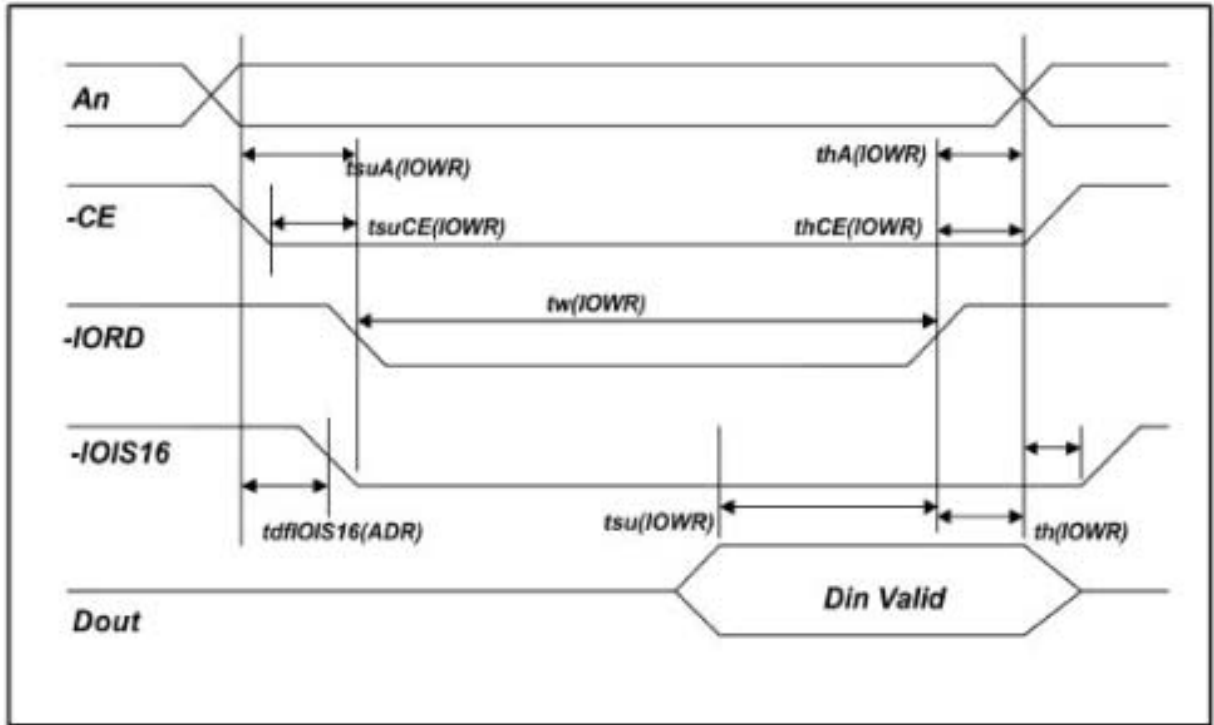 An
tsuA(IOWR)
thA(IOWR)
-CE
tsuCE(IOWR)
thCE(IOWR)
tw(IOWR)
-IORD
-IOIS16
tsu(IOWR)
tdfIOIS16(ADR)
th(IOWR)
Din Valid
Dout